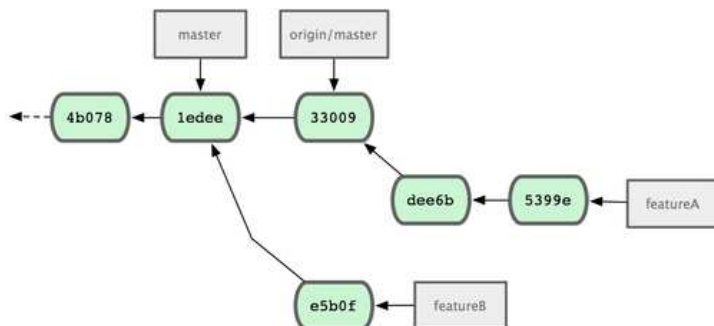 master
origin/master
4b078
1edee
33009
dee6b
5399e
featureA
e5b0f
featureB